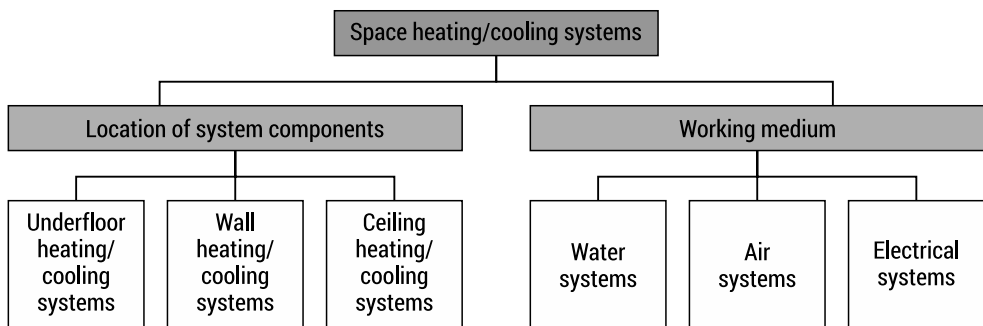 Space heating/cooling systems
Location of system components
Working medium
Underfloor
heating/
cooling
systems
Wall
heating/
cooling
systems
Ceiling
heating/
cooling
systems
Water
systems
Air
systems
Electrical
systems